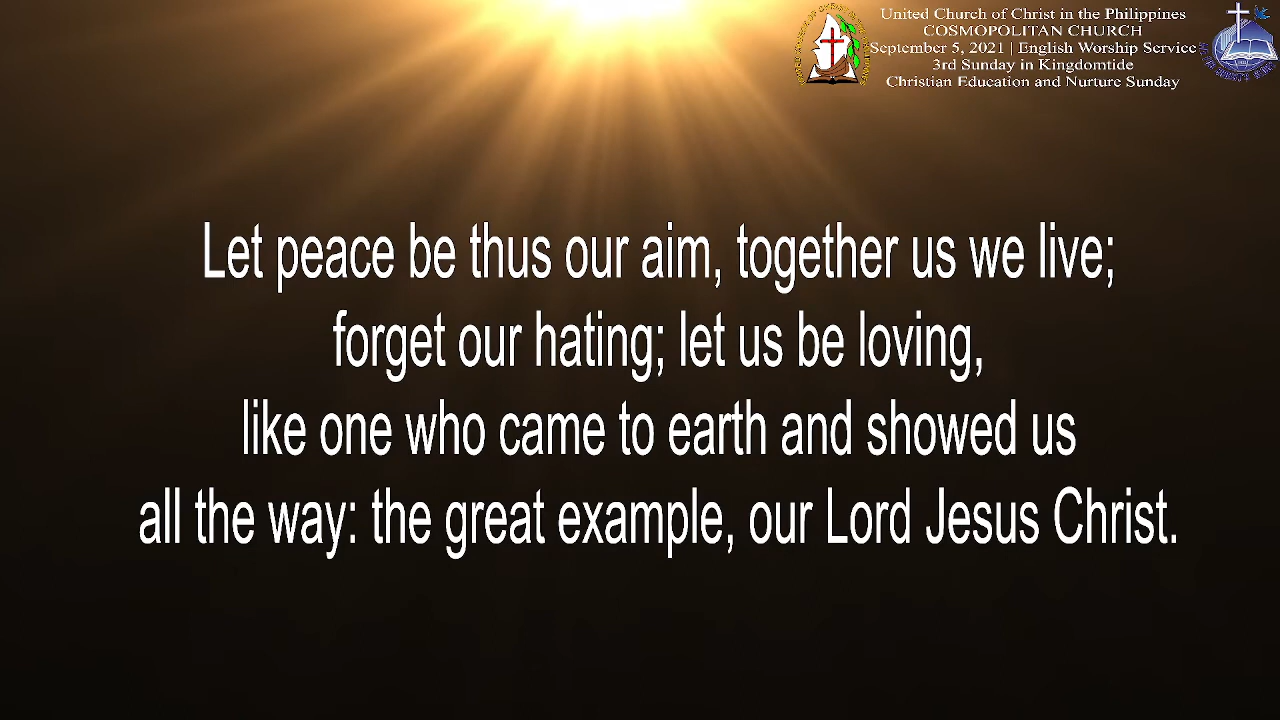 United Church of Christ in the Philippines
COSMOPOLITAN CHURCH
September 5, 2021 | English Worship Service
3rd Sunday in Kingdomtide
Christian Education and Nurture Sunday
Let peace be thus our aim, together us we live;
forget our hating; let us be loving,
like one who came to earth and showed us
all the way: the great example, our Lord Jesus Christ.